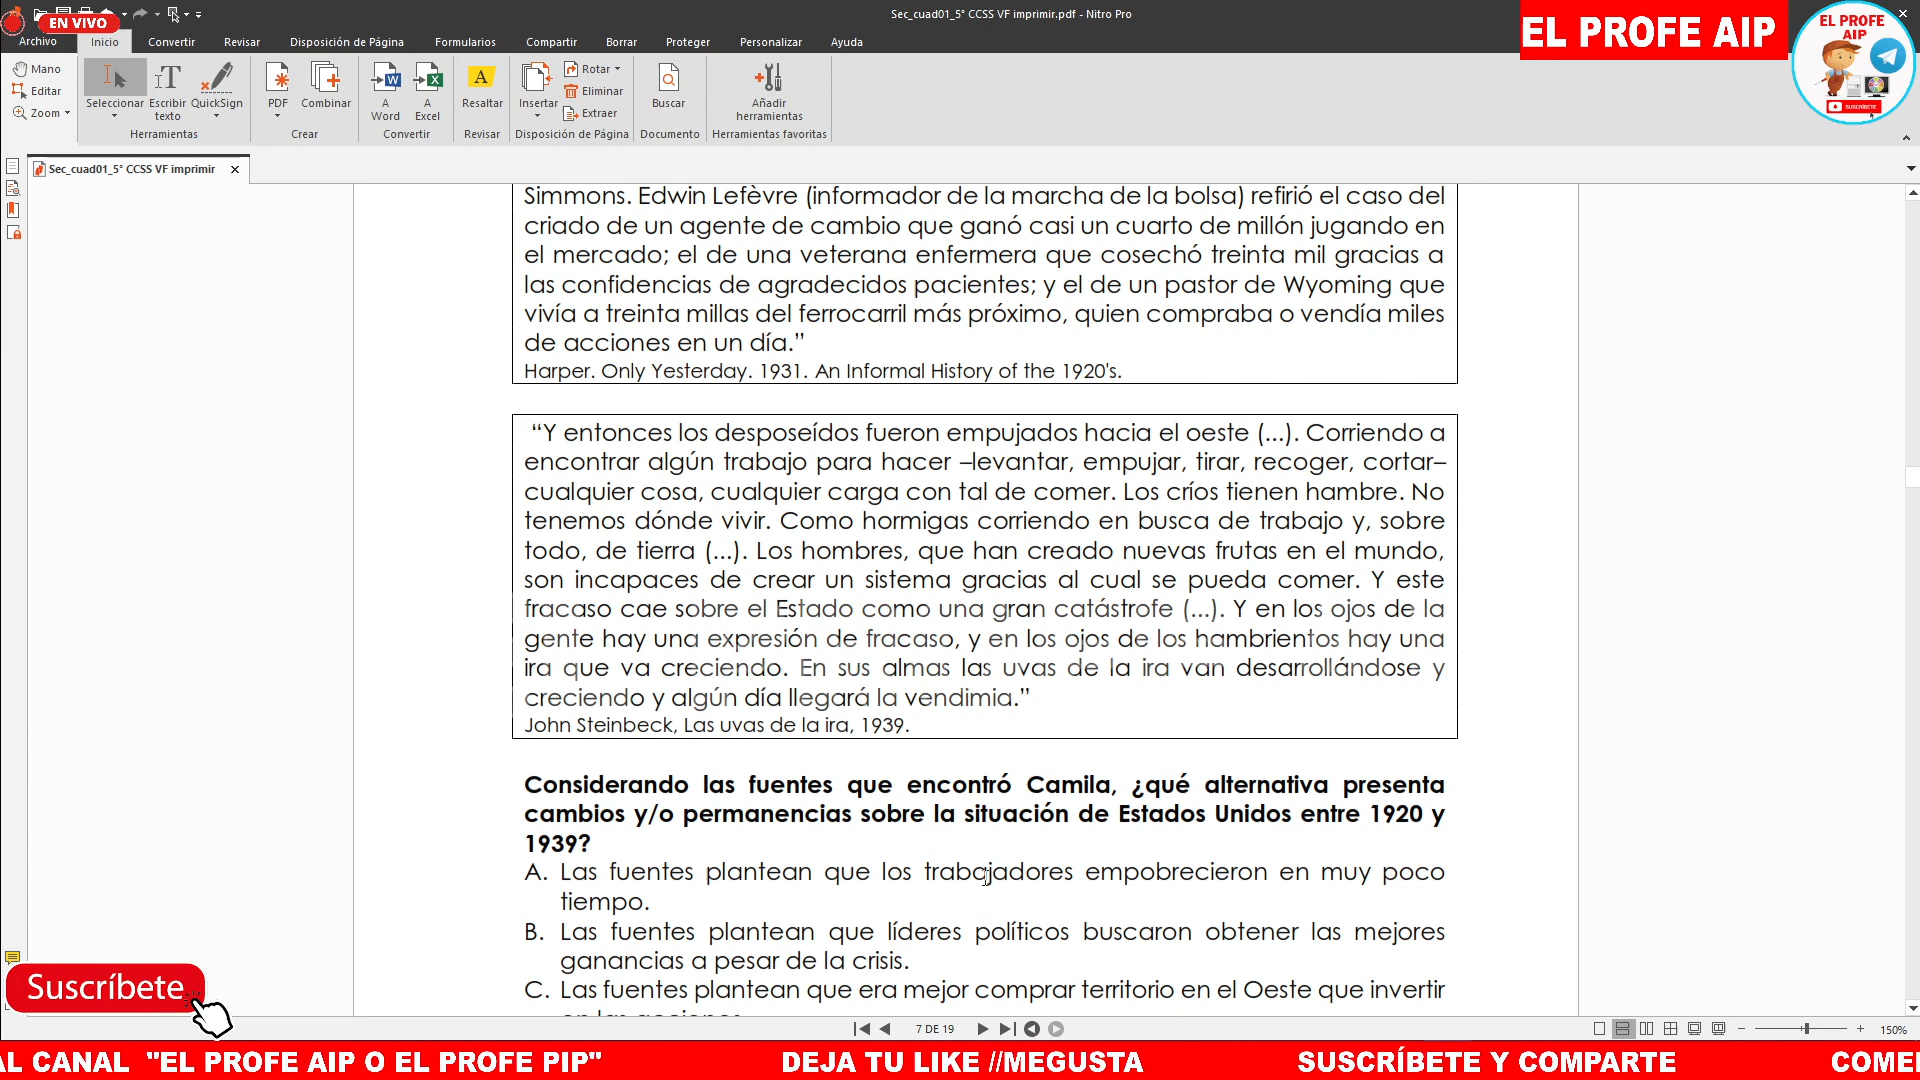 EN VIVO
Sec_cuad01_5° CCSS VF imprimir.pdf - Nitro Pro
EL PROFE AIP
EL PROFE
AIP
SUSCRÍBETE
Archivo Inicio Convertir Revisar Disposición de Página Formularios Compartir Borrar Proteger Personalizar Ayuda
Mano
Editar
Zoom
Seleccionar
Escribir texto
QuickSign
Herramientas
PDF
Combinar
Crear
A Word
A Excel
Convertir
Resaltar
Revisar
Insertar
Rotar
Eliminar
Extraer
Disposición de Página
Buscar
Documento
Añadir herramientas
Herramientas favoritas
Sec_cuad01_5° CCSS VF imprimir
Simmons. Edwin Lefèvre (informador de la marcha de la bolsa) refirió el caso del
criado de un agente de cambio que ganó casi un cuarto de millón jugando en
el mercado; el de una veterana enfermera que cosechó treinta mil gracias a
las confidencias de agradecidos pacientes; y el de un pastor de Wyoming que
vivía a treinta millas del ferrocarril más próximo, quien compraba o vendía miles
de acciones en un día.”
Harper. Only Yesterday. 1931. An Informal History of the 1920's.
“Y entonces los desposeídos fueron empujados hacia el oeste (...). Corriendo a
encontrar algún trabajo para hacer –levantar, empujar, tirar, recoger, cortar–
cualquier cosa, cualquier carga con tal de comer. Los críos tienen hambre. No
tenemos dónde vivir. Como hormigas corriendo en busca de trabajo y, sobre
todo, de tierra (...). Los hombres, que han creado nuevas frutas en el mundo,
son incapaces de crear un sistema gracias al cual se pueda comer. Y este
fracaso cae sobre el Estado como una gran catástrofe (...). Y en los ojos de la
gente hay una expresión de fracaso, y en los ojos de los hambrientos hay una
ira que va creciendo. En sus almas las uvas de la ira van desarrollándose y
creciendo y algún día llegará la vendimia.”
John Steinbeck, Las uvas de la ira, 1939.
Considerando las fuentes que encontró Camila, ¿qué alternativa presenta
cambios y/o permanencias sobre la situación de Estados Unidos entre 1920 y
1939?
A. Las fuentes plantean que los trabajadores empobrecieron en muy poco
tiempo.
B. Las fuentes plantean que líderes políticos buscaron obtener las mejores
ganancias a pesar de la crisis.
C. Las fuentes plantean que era mejor comprar territorio en el Oeste que invertir
Suscríbete
7 DE 19
150%
AL CANAL "EL PROFE AIP O EL PROFE PIP" DEJA TU LIKE //MEGUSTA SUSCRÍBETE Y COMPARTE COME